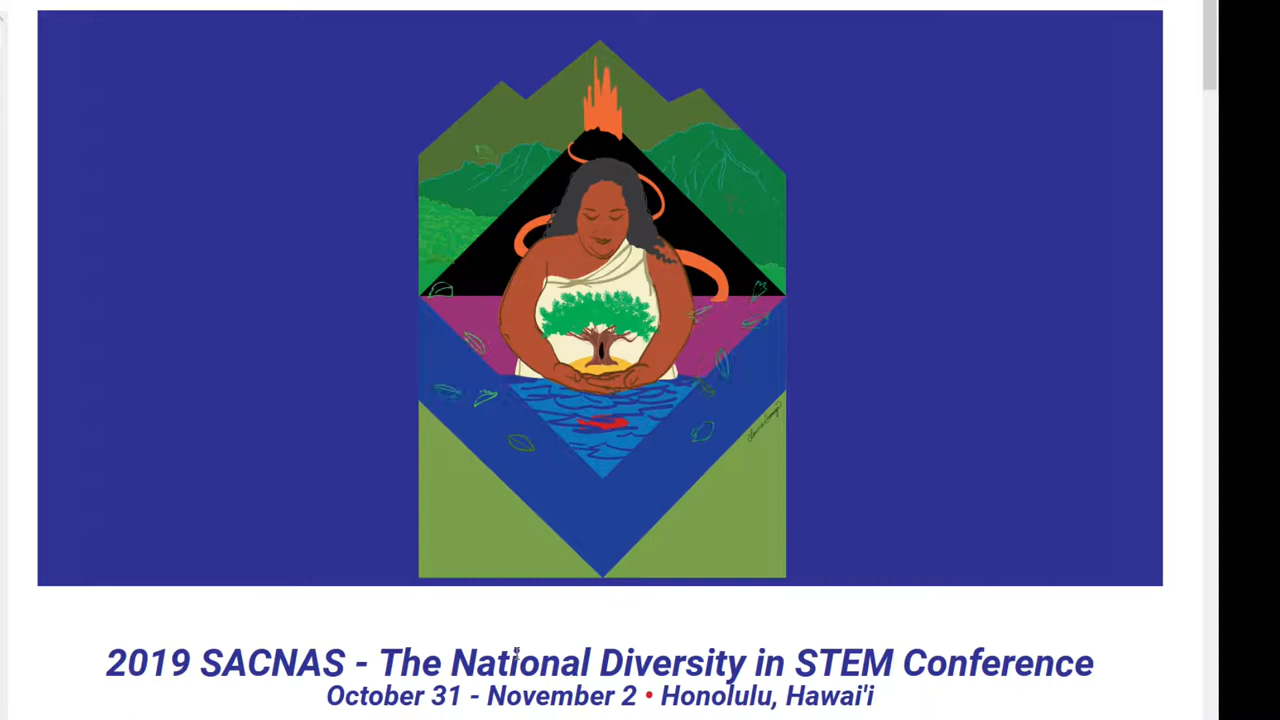 2019 SACNAS - The National Diversity in STEM Conference
October 31 - November 2 • Honolulu, Hawai'i